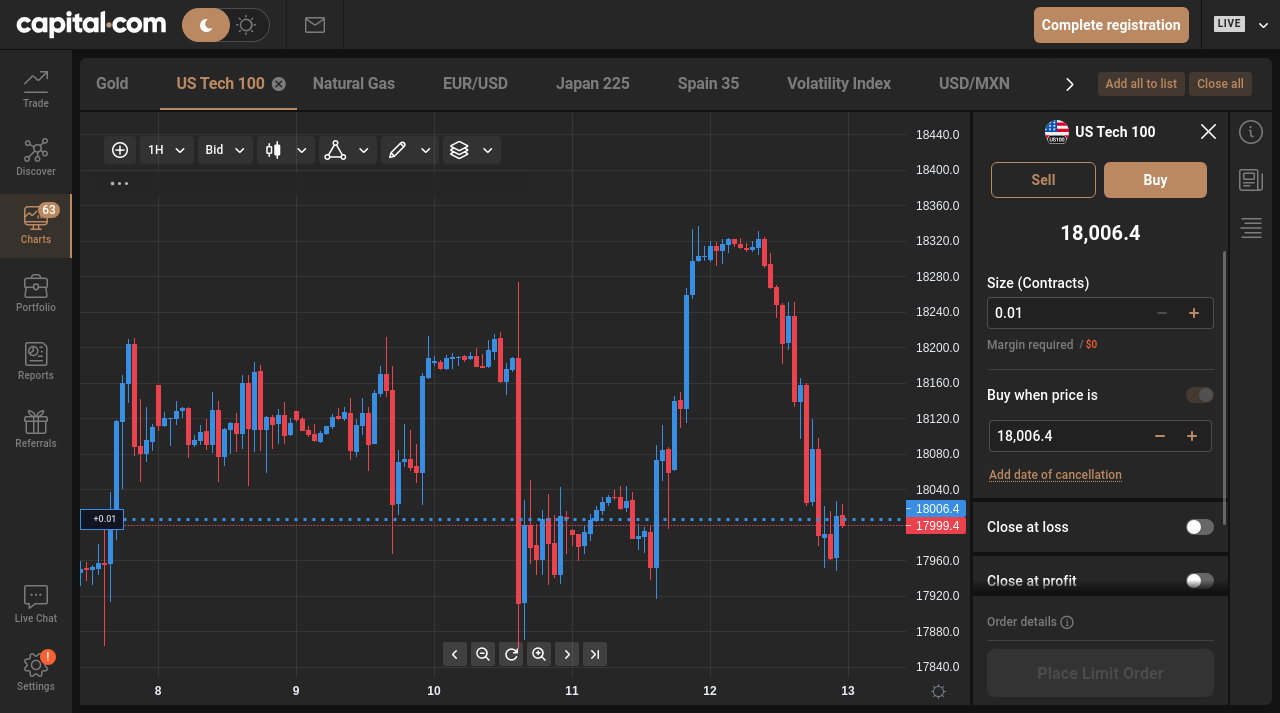 capital.com
Complete registration
LIVE
Trade
Discover
63
Charts
Portfolio
Reports
Referrals
Live Chat
!
Settings
Gold
US Tech 100
Natural Gas
EUR/USD
Japan 225
Spain 35
Volatility Index
USD/MXN
Add all to list
Close all
1H
Bid
18440.0
18400.0
18360.0
18320.0
18280.0
18240.0
18200.0
18160.0
18120.0
18080.0
18040.0
18006.4
17999.4
17960.0
17920.0
17880.0
17840.0
+0.01
8
9
10
11
12
13
US100
US Tech 100
Sell
Buy
18,006.4
Size (Contracts)
0.01
Margin required / $0
Buy when price is
18,006.4
Add date of cancellation
Close at loss
Close at profit
Order details
Place Limit Order